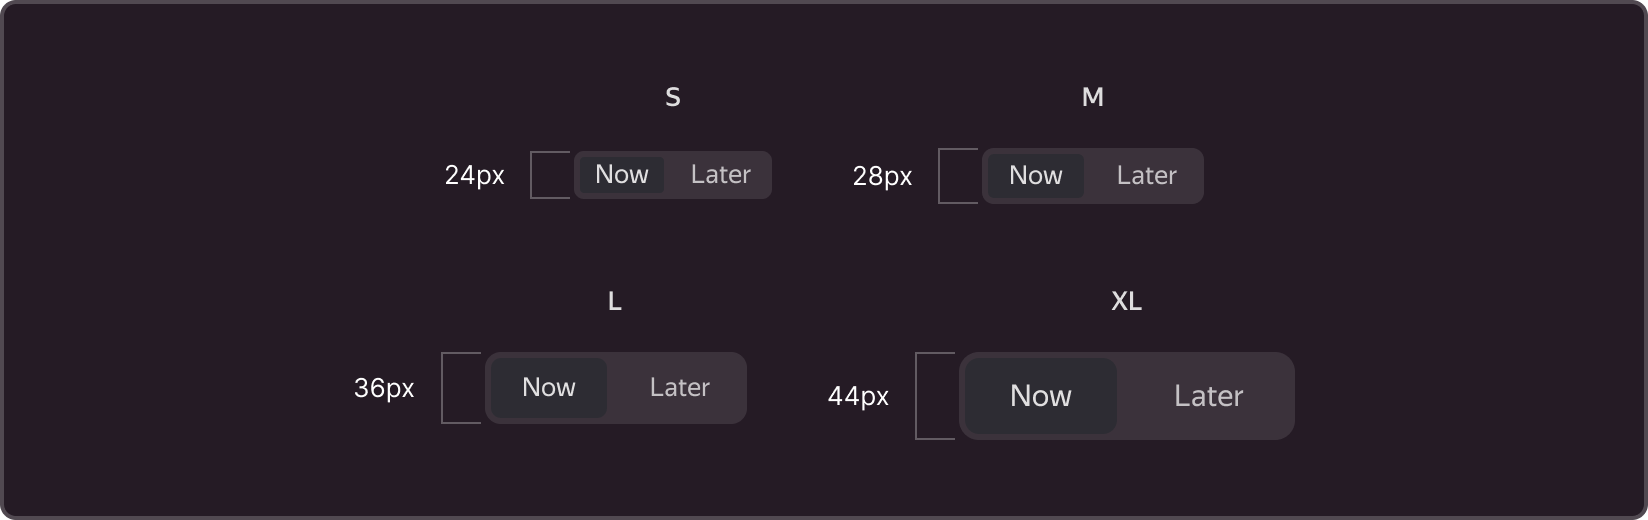 S
M
24px Now Later
28px Now Later
L
XL
36px Now Later
44px Now Later